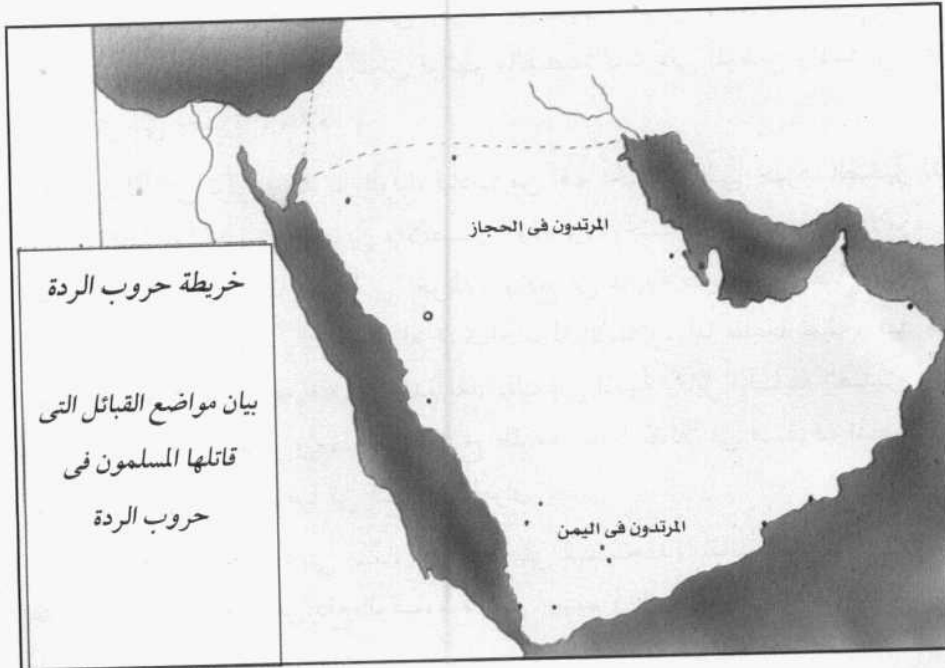 المرتدون فى الحجاز
خريطة حروب الردة
بيان مواضع القبائل التى
قاتلها المسلمون فى
حروب الردة
المرتدون فى اليمن